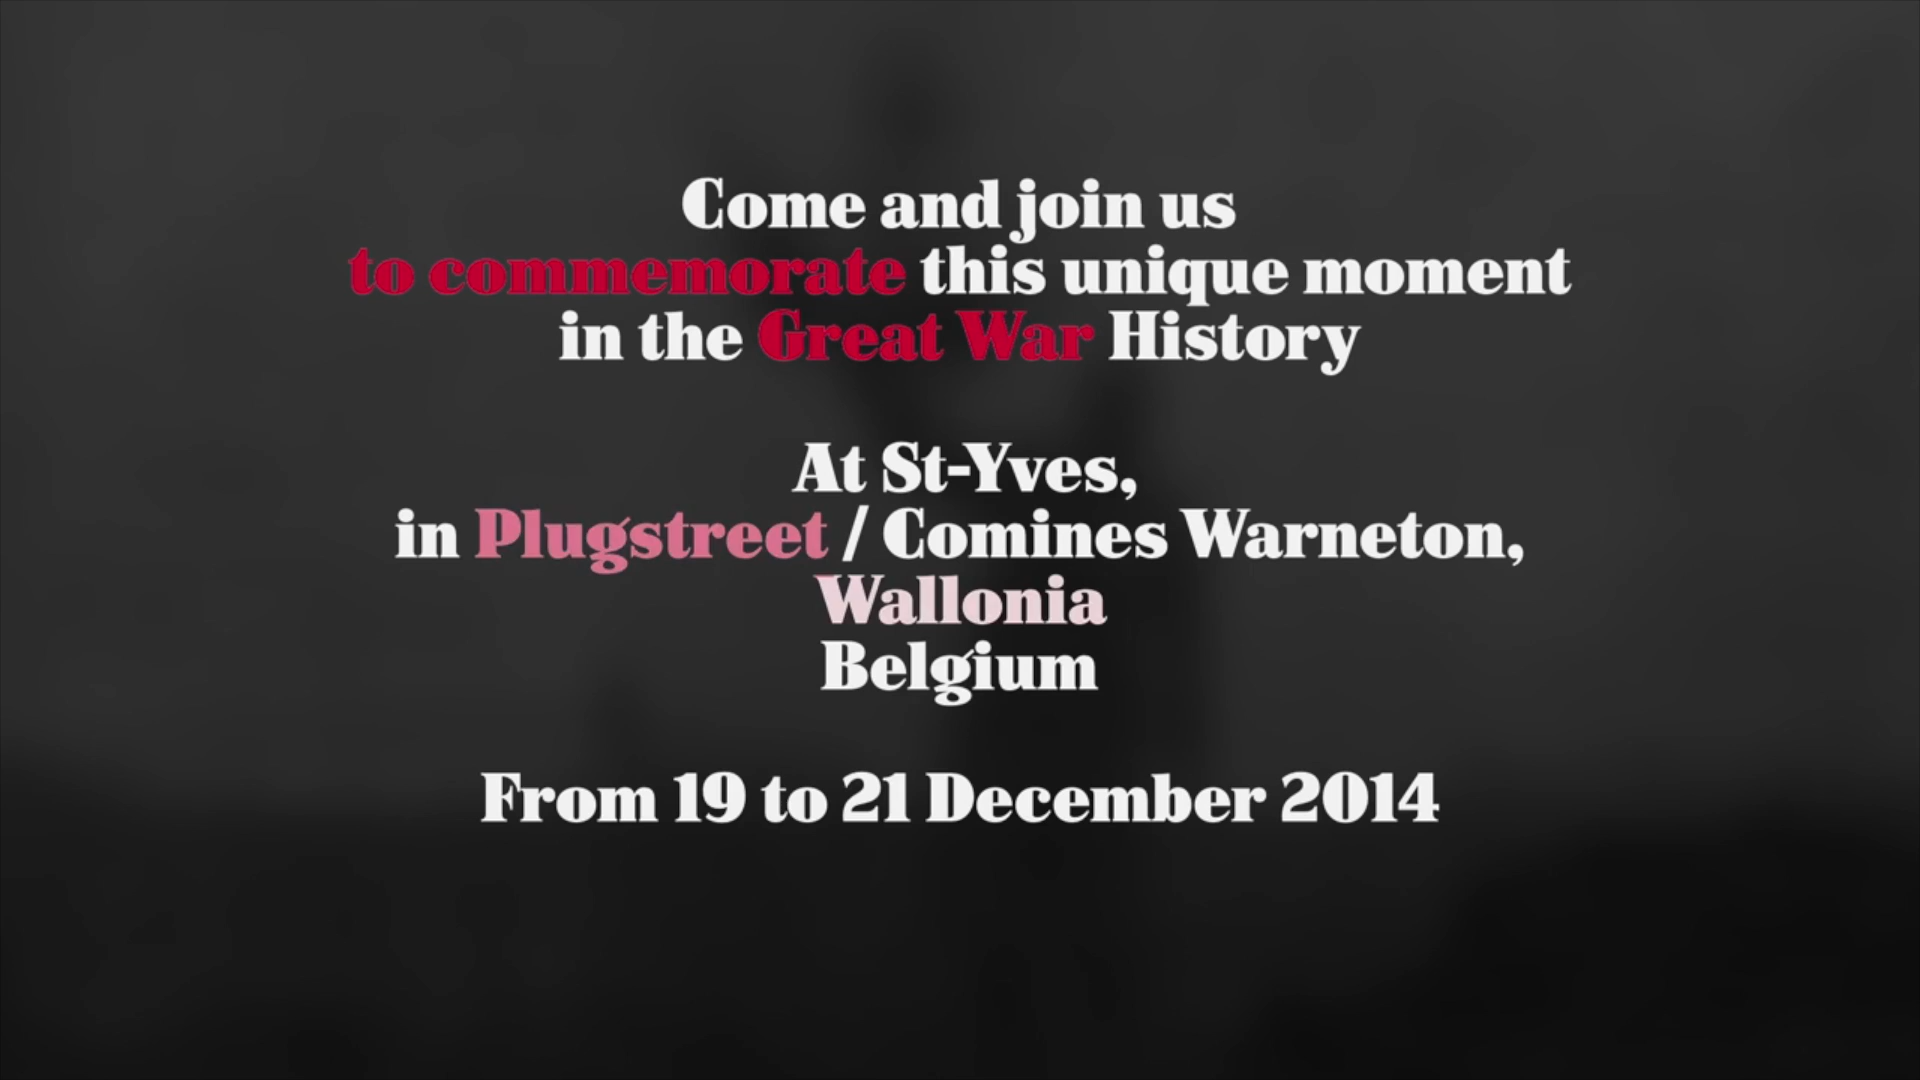 Come and join us
to commemorate this unique moment
in the Great War History
At St-Yves,
in Plugstreet / Comines Warneton,
Wallonia
Belgium
From 19 to 21 December 2014